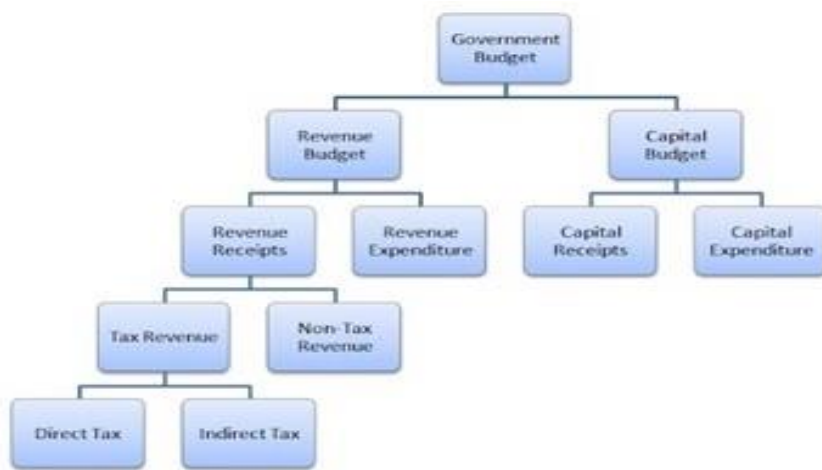 Government
Budget
Revenue
Budget
Capital
Budget
Revenue
Receipts
Revenue
Expenditure
Capital
Receipts
Capital
Expenditure
Tax Revenue
Non-Tax
Revenue
Direct Tax
Indirect Tax